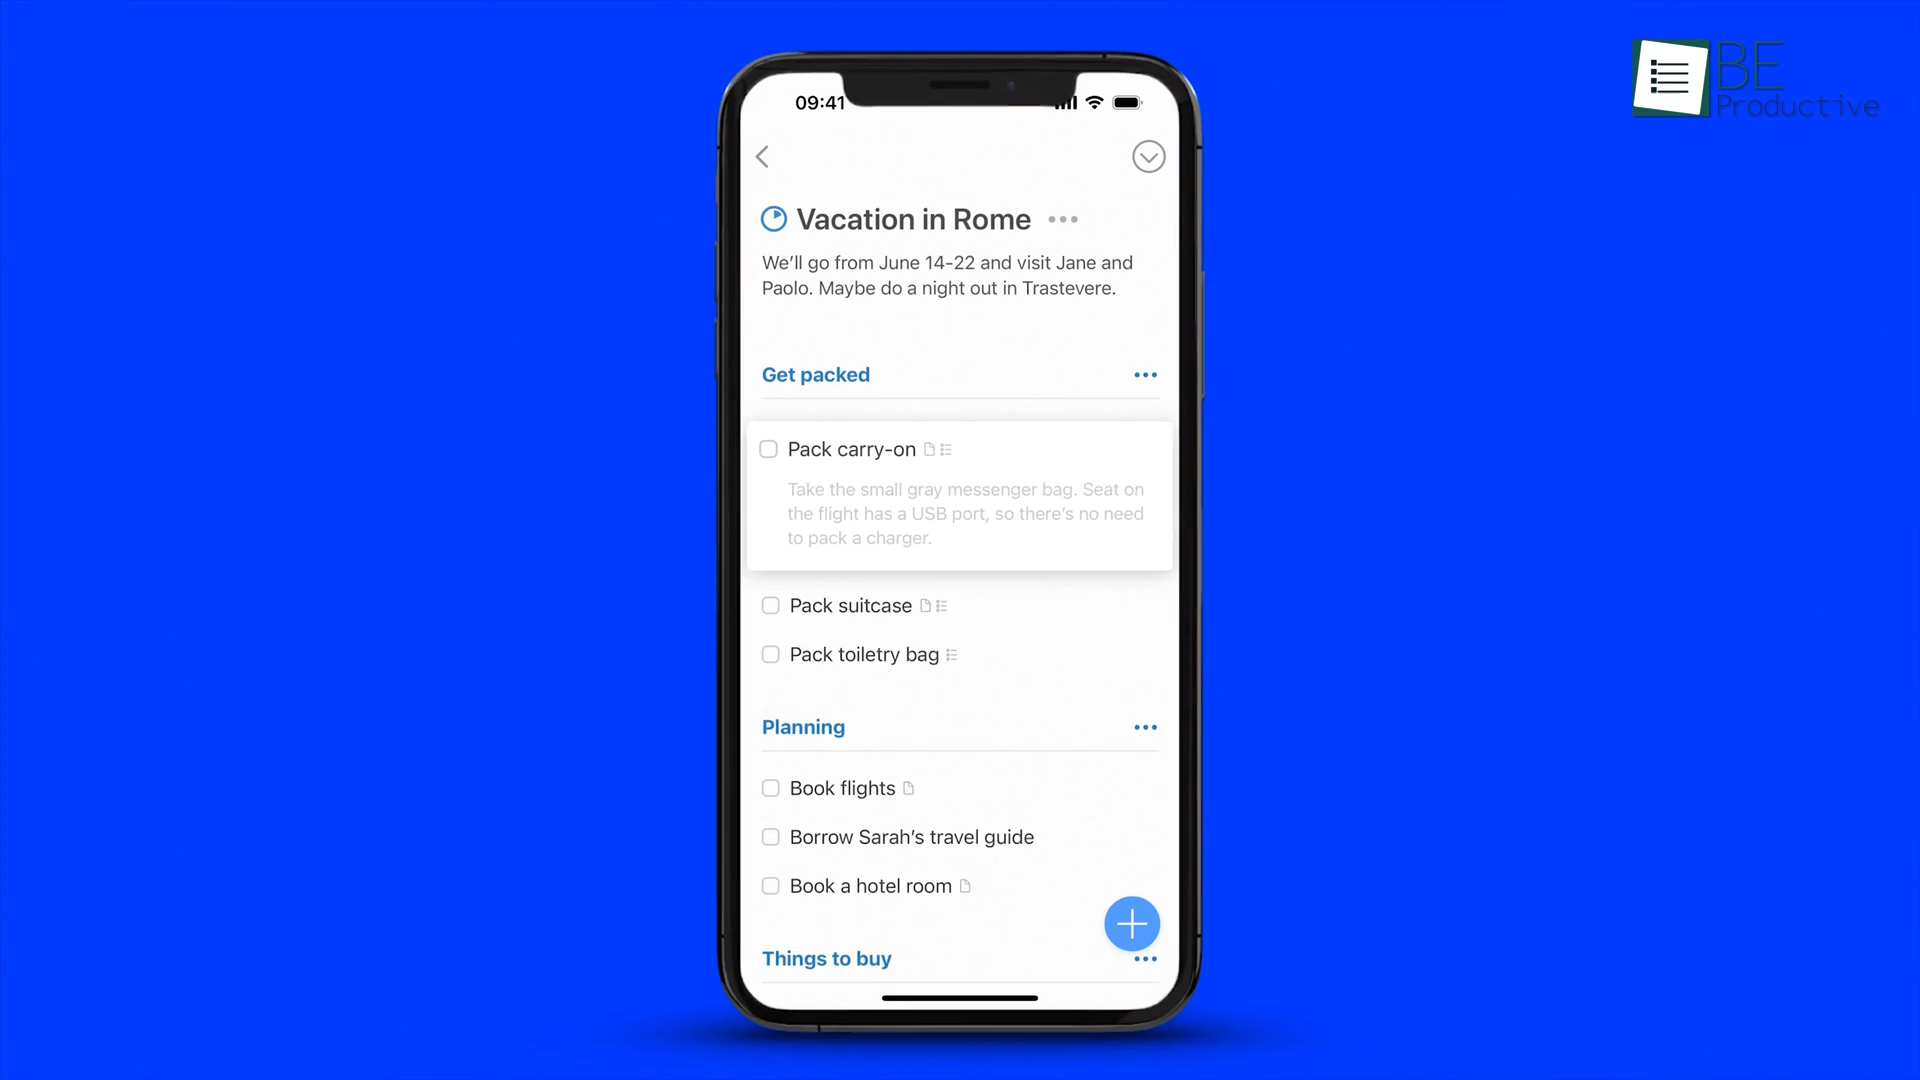 BE
Productive
09:41
Vacation in Rome
We’ll go from June 14-22 and visit Jane and
Paolo. Maybe do a night out in Trastevere.
Get packed
Pack carry-on
Take the small gray messenger bag. Seat on
the flight has a USB port, so there’s no need
to pack a charger.
Pack suitcase
Pack toiletry bag
Planning
Book flights
Borrow Sarah’s travel guide
Book a hotel room
Things to buy